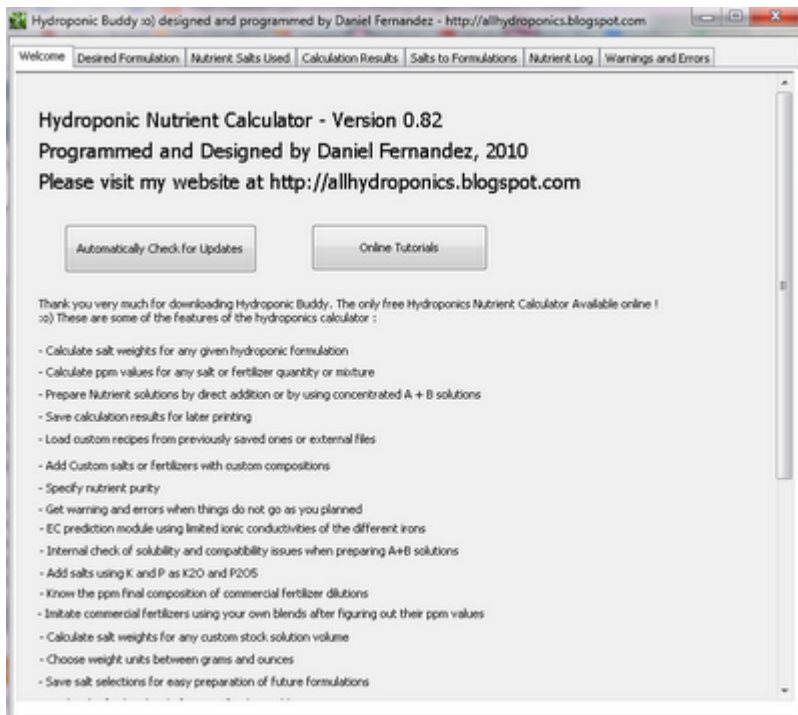 Hydroponic Buddy :o) designed and programmed by Daniel Fernandez - http://allhydroponics.blogspot.com
Welcome Desired Formulation Nutrient Salts Used Calculation Results Salts to Formulations Nutrient Log Warnings and Errors
Hydroponic Nutrient Calculator - Version 0.82
Programmed and Designed by Daniel Fernandez, 2010
Please visit my website at http://allhydroponics.blogspot.com
Automatically Check for Updates Online Tutorials
Thank you very much for downloading Hydroponic Buddy. The only free Hydroponics Nutrient Calculator Available online !
:o) These are some of the features of the hydroponics calculator :
- Calculate salt weights for any given hydroponic formulation
- Calculate ppm values for any salt or fertilizer quantity or mixture
- Prepare Nutrient solutions by direct addition or by using concentrated A + B solutions
- Save calculation results for later printing
- Load custom recipes from previously saved ones or external files
- Add Custom salts or fertilizers with custom compositions
- Specify nutrient purity
- Get warning and errors when things do not go as you planned
- EC prediction module using limited ionic conductivities of the different irons
- Internal check of solubility and compatibility issues when preparing A+B solutions
- Add salts using K and P as K2O and P2O5
- Know the ppm final composition of commercial fertilizer dilutions
- Imitate commercial fertilizers using your own blends after figuring out their ppm values
- Calculate salt weights for any custom stock solution volume
- Choose weight units between grams and ounces
- Save salt selections for easy preparation of future formulations